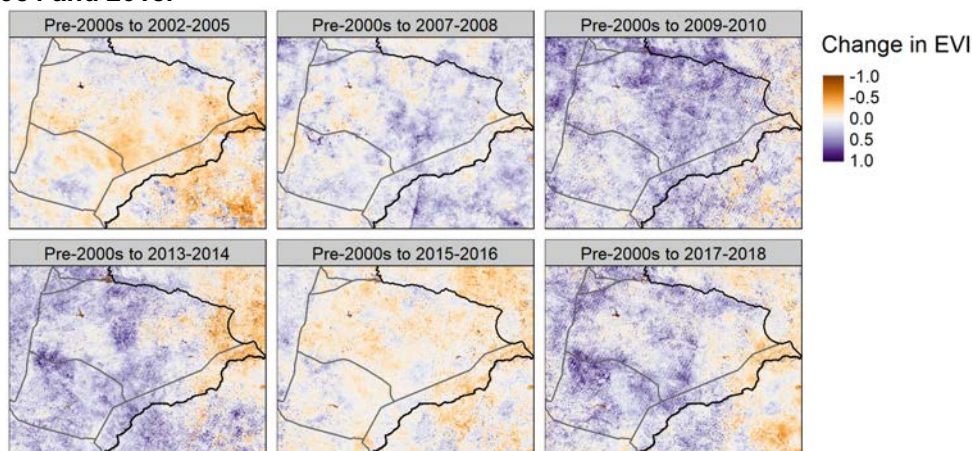 Pre-2000s to 2002-2005
Pre-2000s to 2007-2008
Pre-2000s to 2009-2010
Change in EVI
-1.0
-0.5
0.0
0.5
1.0
Pre-2000s to 2013-2014
Pre-2000s to 2015-2016
Pre-2000s to 2017-2018